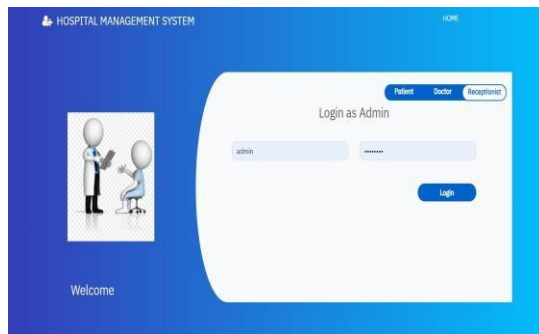 HOSPITAL MANAGEMENT SYSTEM
HOME
Patient Doctor Receptionist
Login as Admin
admin ••••••••
Login
Welcome